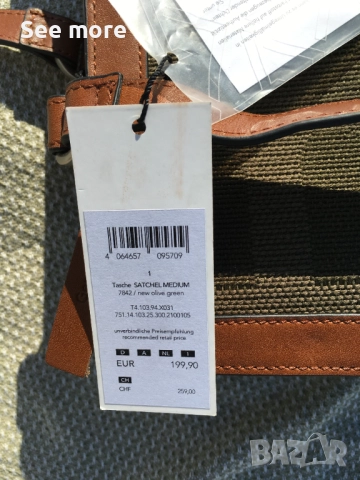 See more
4 064657 095709
1
Tasche SATCHEL MEDIUM
7842 / new olive green
T4.103.94.X031
751.14.103.25.300.2100105
unverbindliche Preisempfehlung
recommended retail price
D A NL I
EUR 199,90
CH
CHF 259,00
BAZAR